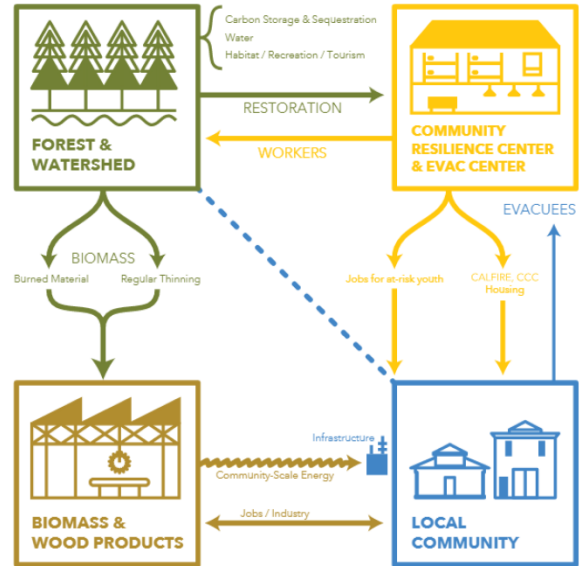 Carbon Storage & Sequestration
Water
Habitat / Recreation / Tourism
RESTORATION
WORKERS
FOREST &
WATERSHED
COMMUNITY
RESILIENCE CENTER
& EVAC CENTER
EVACUEES
BIOMASS
Burned Material
Regular Thinning
Jobs for at-risk youth
CALFIRE, CCC
Housing
Infrastructure
Community-Scale Energy
Jobs / Industry
BIOMASS &
WOOD PRODUCTS
LOCAL
COMMUNITY